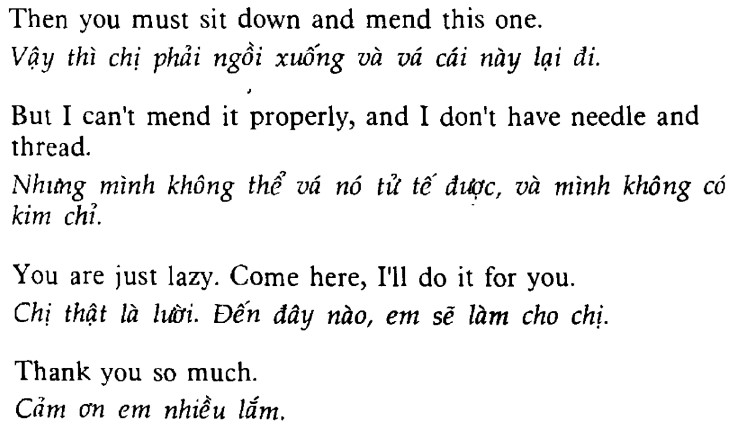 Then you must sit down and mend this one.
Vậy thì chị phải ngồi xuống và vá cái này lại đi.
But I can't mend it properly, and I don't have needle and
thread.
Nhưng mình không thể vá nó tử tế được, và mình không có
kim chỉ.
You are just lazy. Come here, I'll do it for you.
Chị thật là lười. Đến đây nào, em sẽ làm cho chị.
Thank you so much.
Cảm ơn em nhiều lắm.